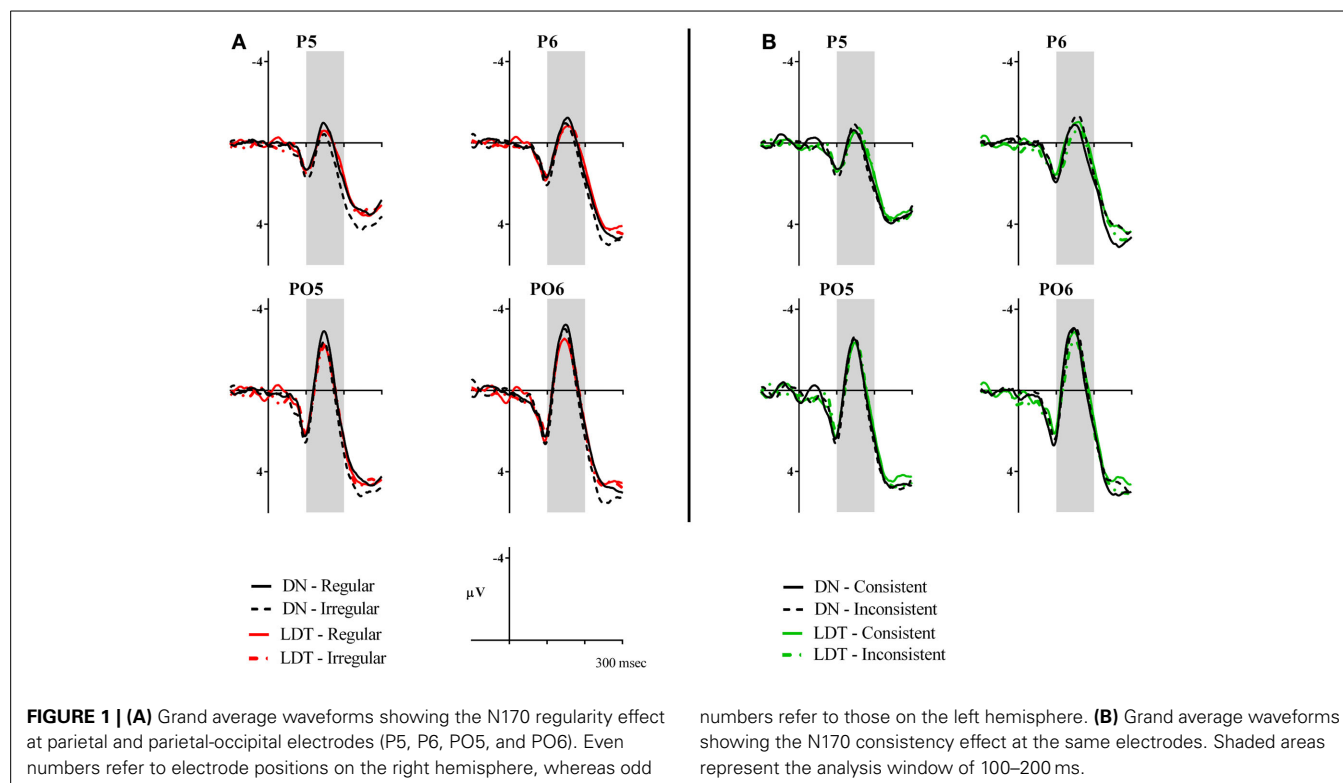 A
P5
P6
B
P5
P6
-4
-4
-4
-4
4
4
4
4
PO5
PO6
PO5
PO6
-4
-4
-4
-4
4
4
4
4
-4
μV
300 msec
DN - Regular
DN - Irregular
LDT - Regular
LDT - Irregular
DN - Consistent
DN - Inconsistent
LDT - Consistent
LDT - Inconsistent
FIGURE 1 | (A) Grand average waveforms showing the N170 regularity effect
at parietal and parietal-occipital electrodes (P5, P6, PO5, and PO6). Even
numbers refer to electrode positions on the right hemisphere, whereas odd
numbers refer to those on the left hemisphere. (B) Grand average waveforms
showing the N170 consistency effect at the same electrodes. Shaded areas
represent the analysis window of 100–200 ms.